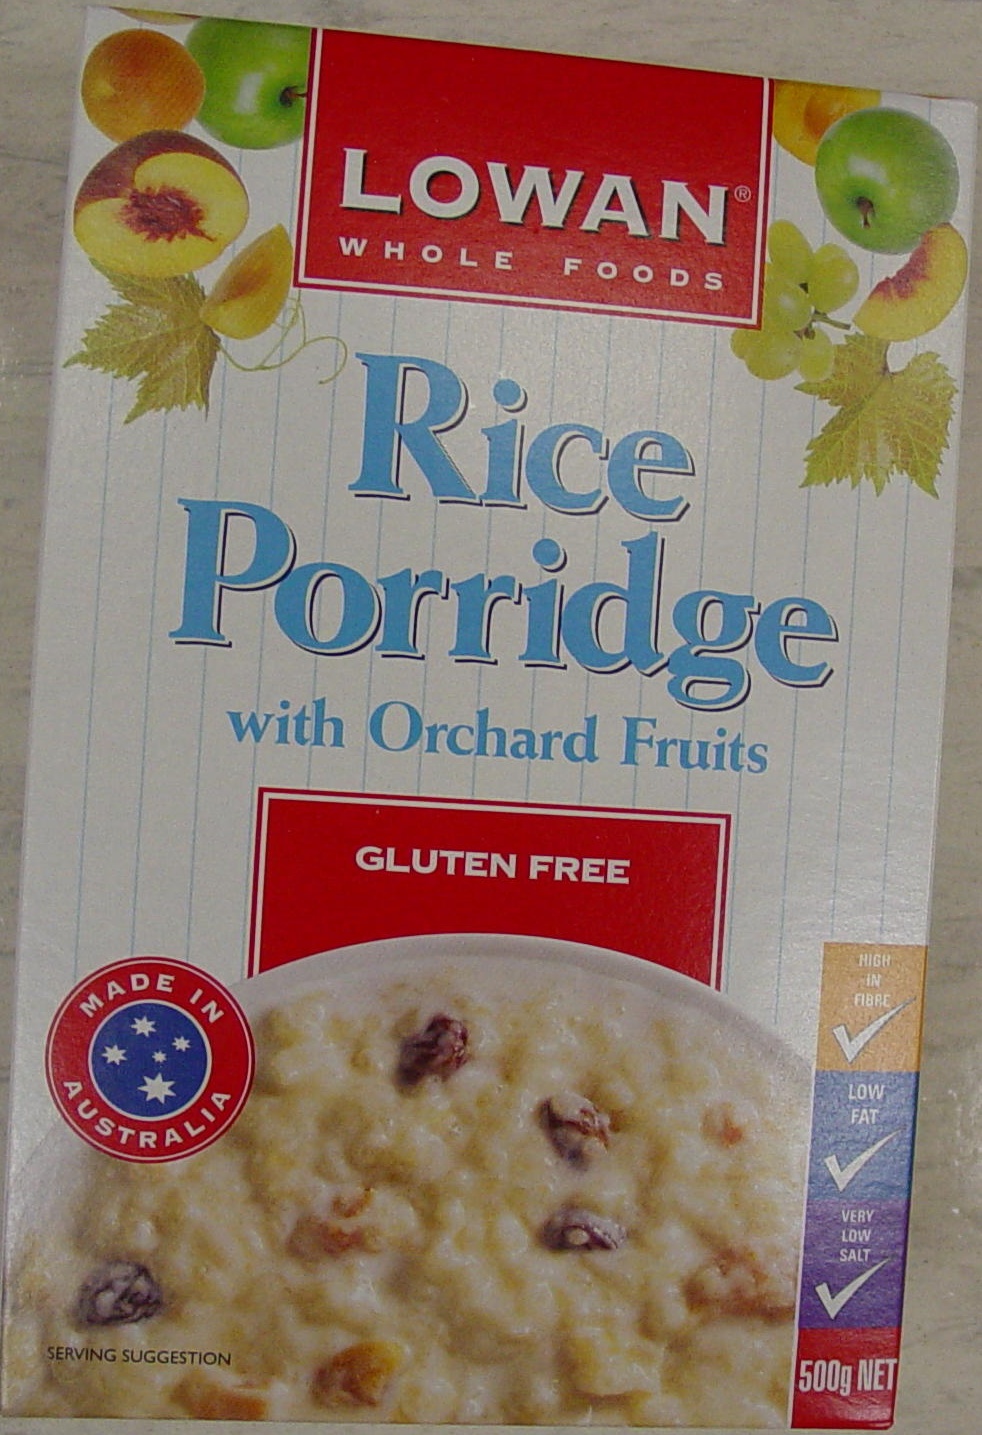 LOWAN®
WHOLE FOODS
Rice
Porridge
with Orchard Fruits
GLUTEN FREE
MADE IN
AUSTRALIA
HIGH
IN
FIBRE
LOW
FAT
VERY
LOW
SALT
SERVING SUGGESTION
500g NET